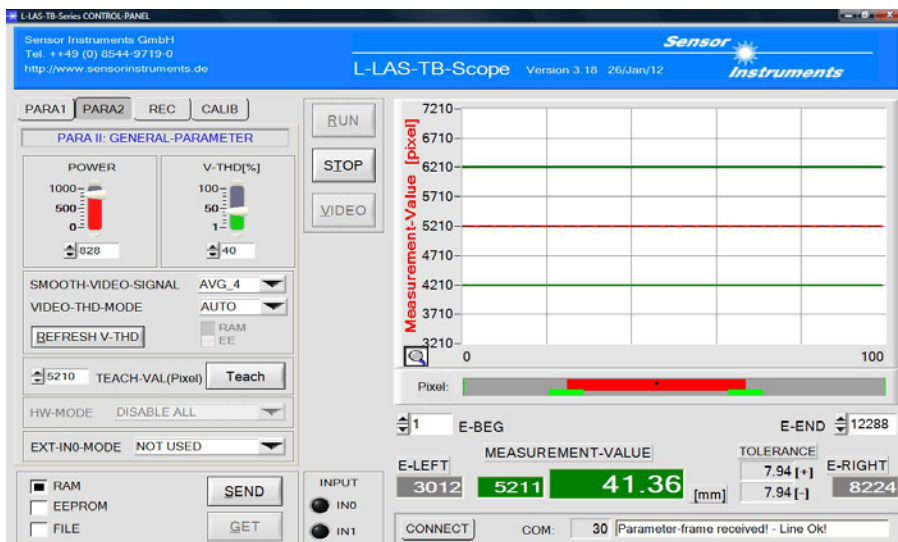 L-LAS-TB-Series CONTROL-PANEL
Sensor Instruments GmbH
Tel. ++49 (0) 8544-9719-0
http://www.sensorinstruments.de
L-LAS-TB-Scope Version 3.18 26/Jan/12
Sensor
Instruments
PARA1 PARA2 REC CALIB
PARA II: GENERAL-PARAMETER
POWER
1000
500
0
828
V-THD[%]
100
50
1
40
SMOOTH-VIDEO-SIGNAL AVG_4
VIDEO-THD-MODE AUTO
REFRESH V-THD
RAM
EE
5210 TEACH-VAL(Pixel) Teach
HW-MODE DISABLE ALL
EXT-IN0-MODE NOT USED
RAM
EEPROM
FILE
SEND
GET
RUN
STOP
VIDEO
INPUT
IN0
IN1
Measurement-Value [pixel]
7210
6710
6210
5710
5210
4710
4210
3710
3210
0 100
Pixel:
1 E-BEG
E-END 12288
E-LEFT
3012
MEASUREMENT-VALUE
5211 41.36 [mm]
TOLERANCE
7.94 [+]
7.94 [-]
E-RIGHT
8224
CONNECT COM: 30 Parameter-frame received! - Line Ok!